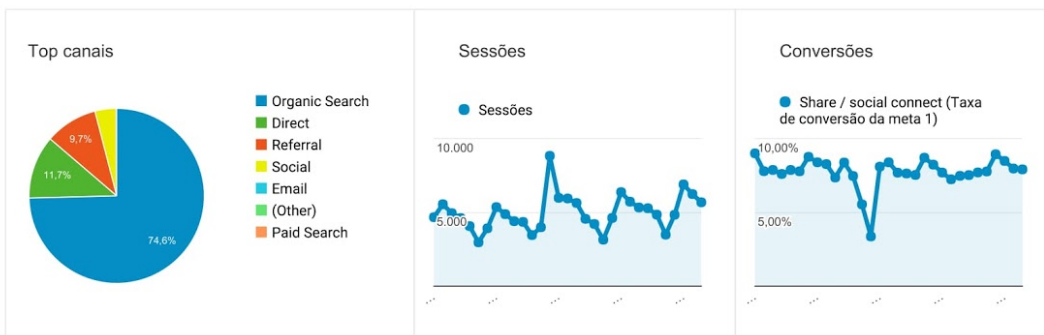 Top canais
74,6%
11,7%
9,7%
Organic Search
Direct
Referral
Social
Email
(Other)
Paid Search
Sessões
Sessões
10.000
5.000
...
...
...
...
...
Conversões
Share / social connect (Taxa
de conversão da meta 1)
10,00%
5,00%
...
...
...
...
...